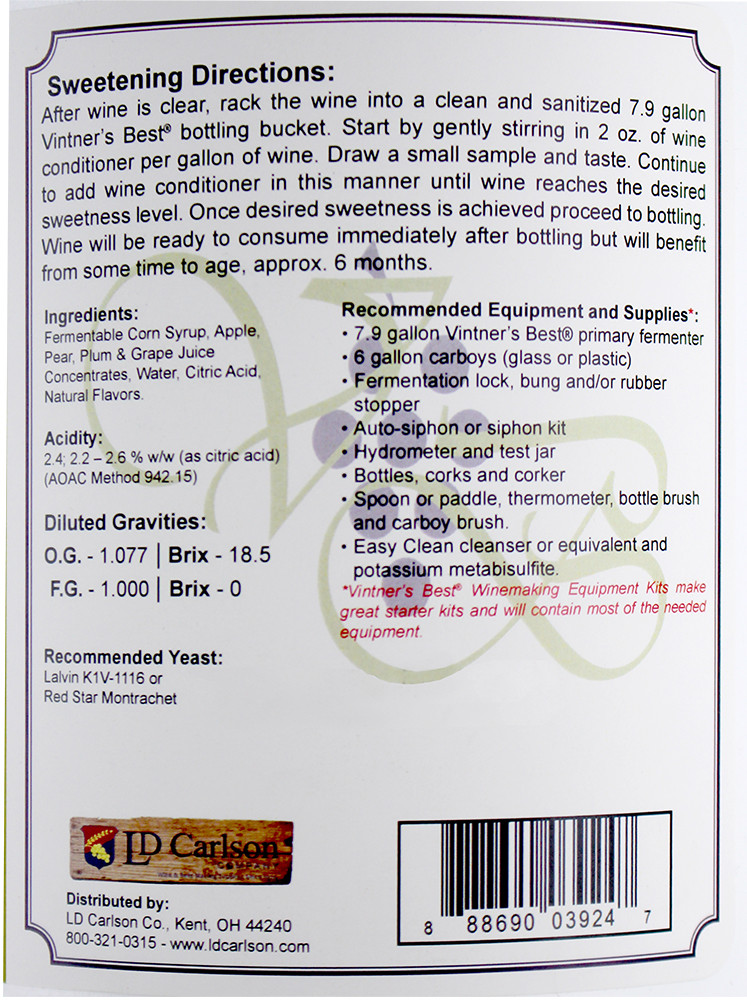 Sweetening Directions:
After wine is clear, rack the wine into a clean and sanitized 7.9 gallon
Vintner's Best® bottling bucket. Start by gently stirring in 2 oz. of wine
conditioner per gallon of wine. Draw a small sample and taste. Continue
to add wine conditioner in this manner until wine reaches the desired
sweetness level. Once desired sweetness is achieved proceed to bottling.
Wine will be ready to consume immediately after bottling but will benefit
from some time to age, approx. 6 months.
Ingredients:
Fermentable Corn Syrup, Apple,
Pear, Plum & Grape Juice
Concentrates, Water, Citric Acid,
Natural Flavors.
Acidity:
2.4; 2.2 – 2.6 % w/w (as citric acid)
(AOAC Method 942.15)
Diluted Gravities:
O.G. - 1.077 | Brix - 18.5
F.G. - 1.000 | Brix - 0
Recommended Yeast:
Lalvin K1V-1116 or
Red Star Montrachet
Recommended Equipment and Supplies*:
• 7.9 gallon Vintner's Best® primary fermenter
• 6 gallon carboys (glass or plastic)
• Fermentation lock, bung and/or rubber
stopper
• Auto-siphon or siphon kit
• Hydrometer and test jar
• Bottles, corks and corker
• Spoon or paddle, thermometer, bottle brush
and carboy brush.
• Easy Clean cleanser or equivalent and
potassium metabisulfite.
*Vintner's Best® Winemaking Equipment Kits make
great starter kits and will contain most of the needed
equipment.
LD Carlson
COMPANY
Distributed by:
LD Carlson Co., Kent, OH 44240
800-321-0315 - www.ldcarlson.com
8 88690 03924 7